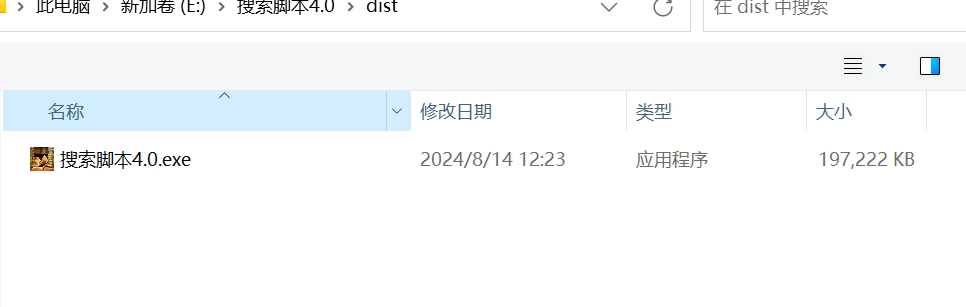 此电脑 > 新加卷 (E:) > 搜索脚本4.0 > dist 在 dist 中搜索
名称 修改日期 类型 大小
搜索脚本4.0.exe 2024/8/14 12:23 应用程序 197,222 KB